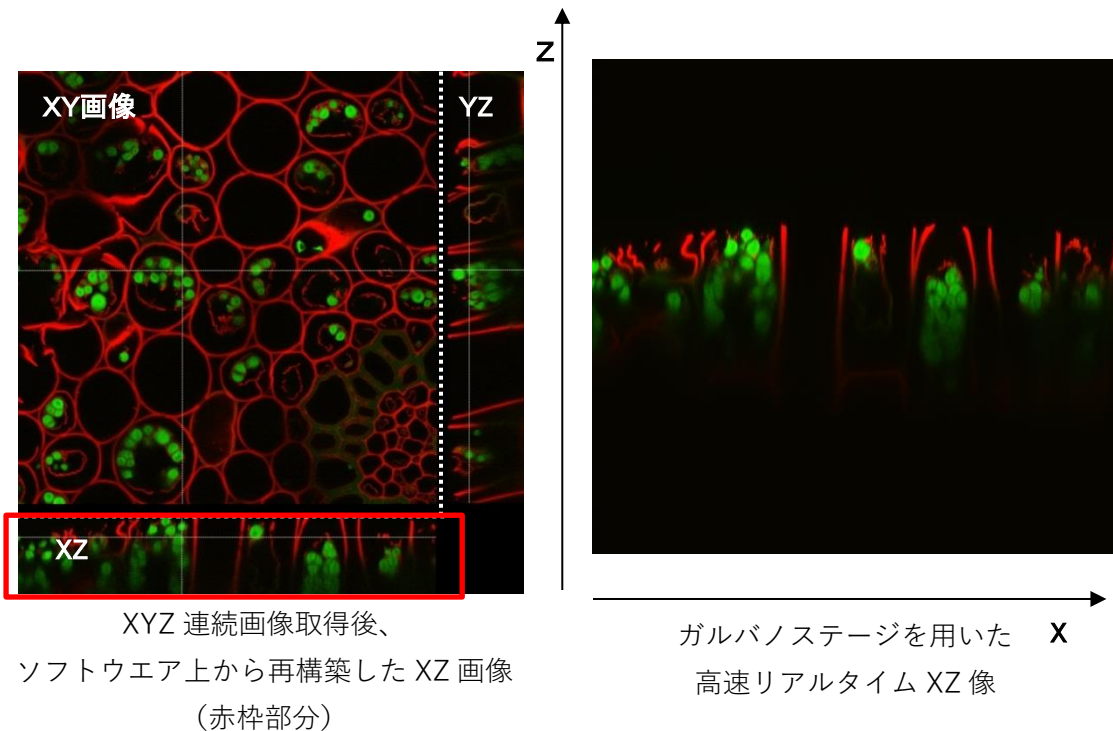 Z
XY画像
YZ
XZ
XYZ 連続画像取得後、
ソフトウエア上から再構築した XZ 画像
（赤枠部分）
X
ガルバノステージを用いた
高速リアルタイム XZ 像